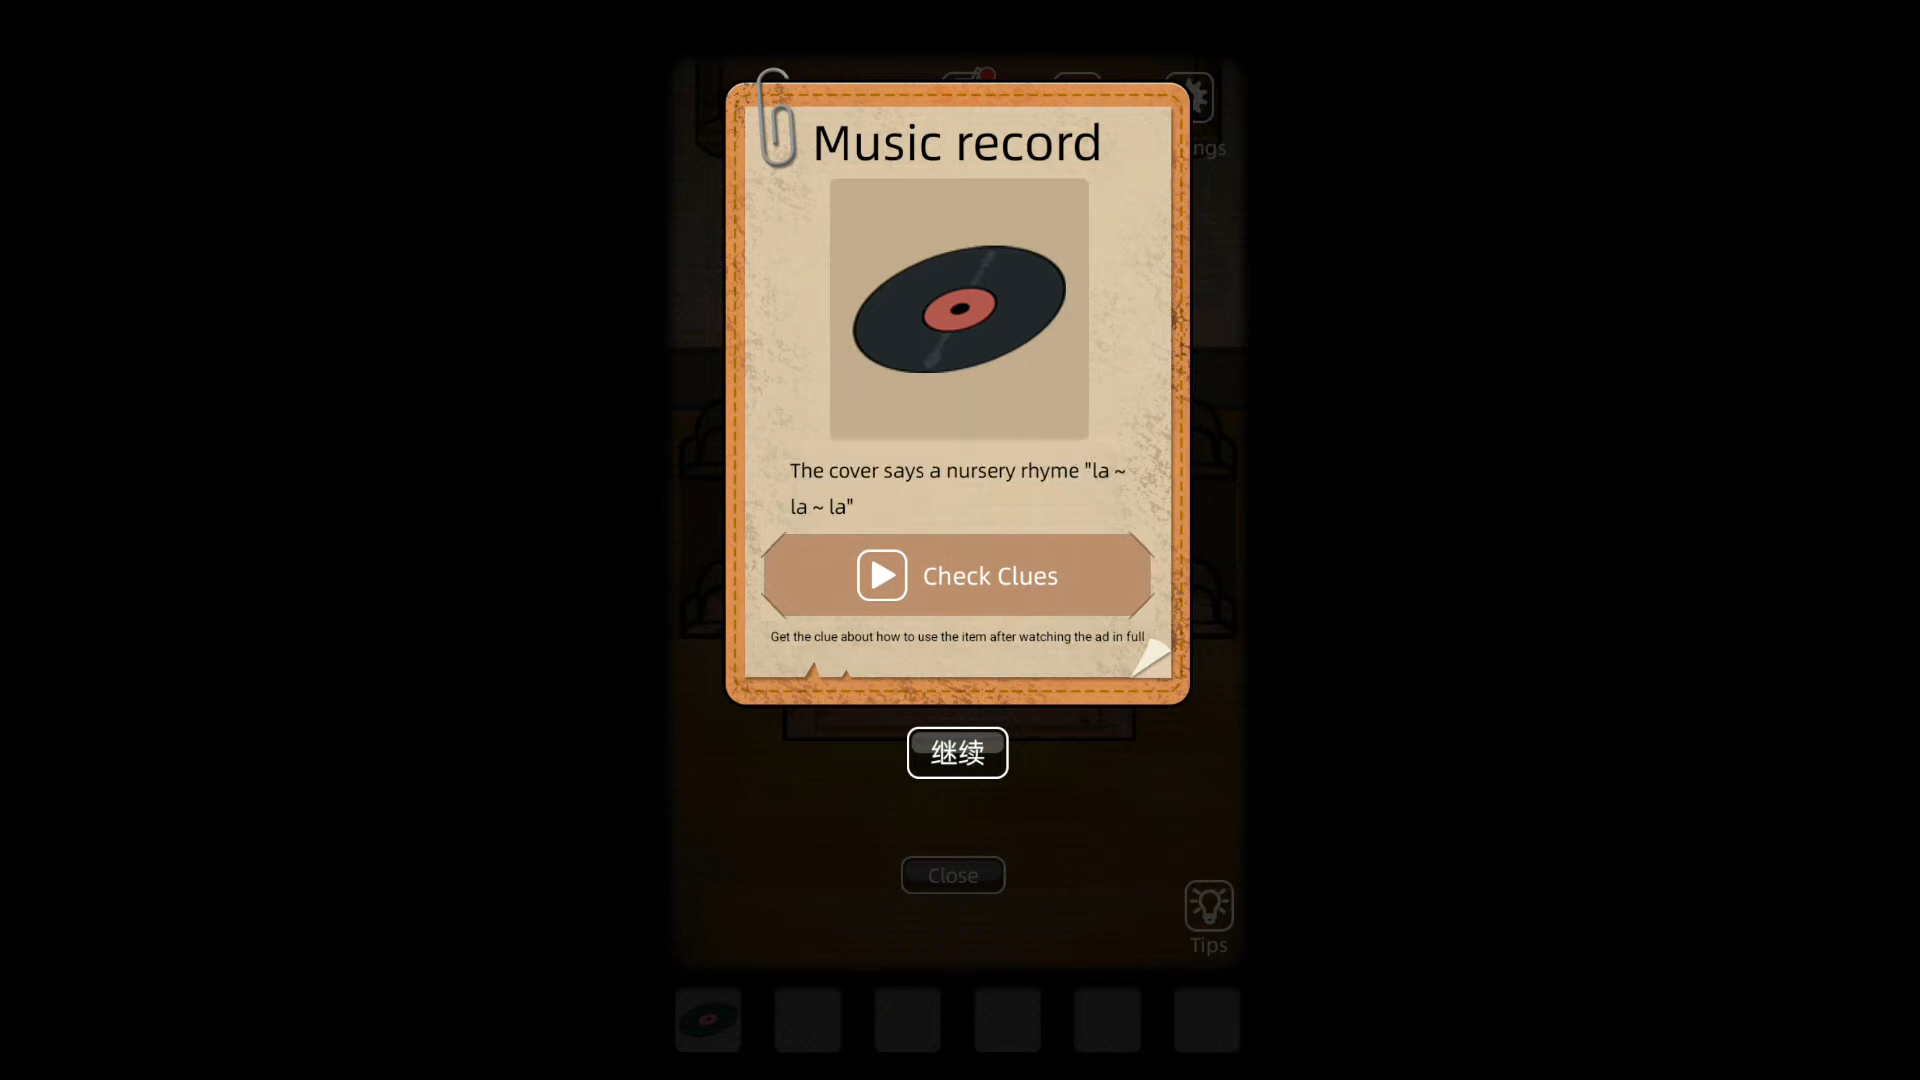 Music record
ngs
The cover says a nursery rhyme "la ~
la ~ la"
Check Clues
Get the clue about how to use the item after watching the ad in full
继续
Close
Tips